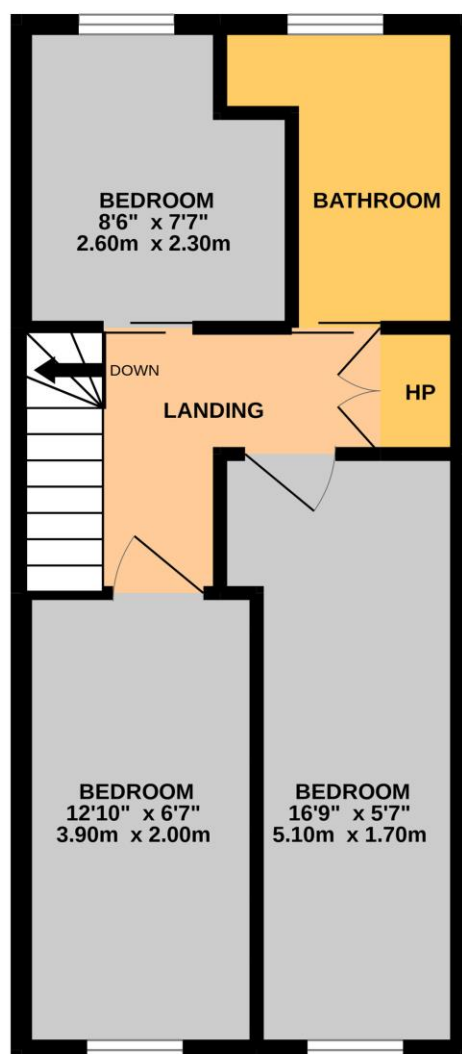 BEDROOM
8'6" x 7'7"
2.60m x 2.30m
BATHROOM
DOWN
LANDING
HP
BEDROOM
12'10" x 6'7"
3.90m x 2.00m
BEDROOM
16'9" x 5'7"
5.10m x 1.70m